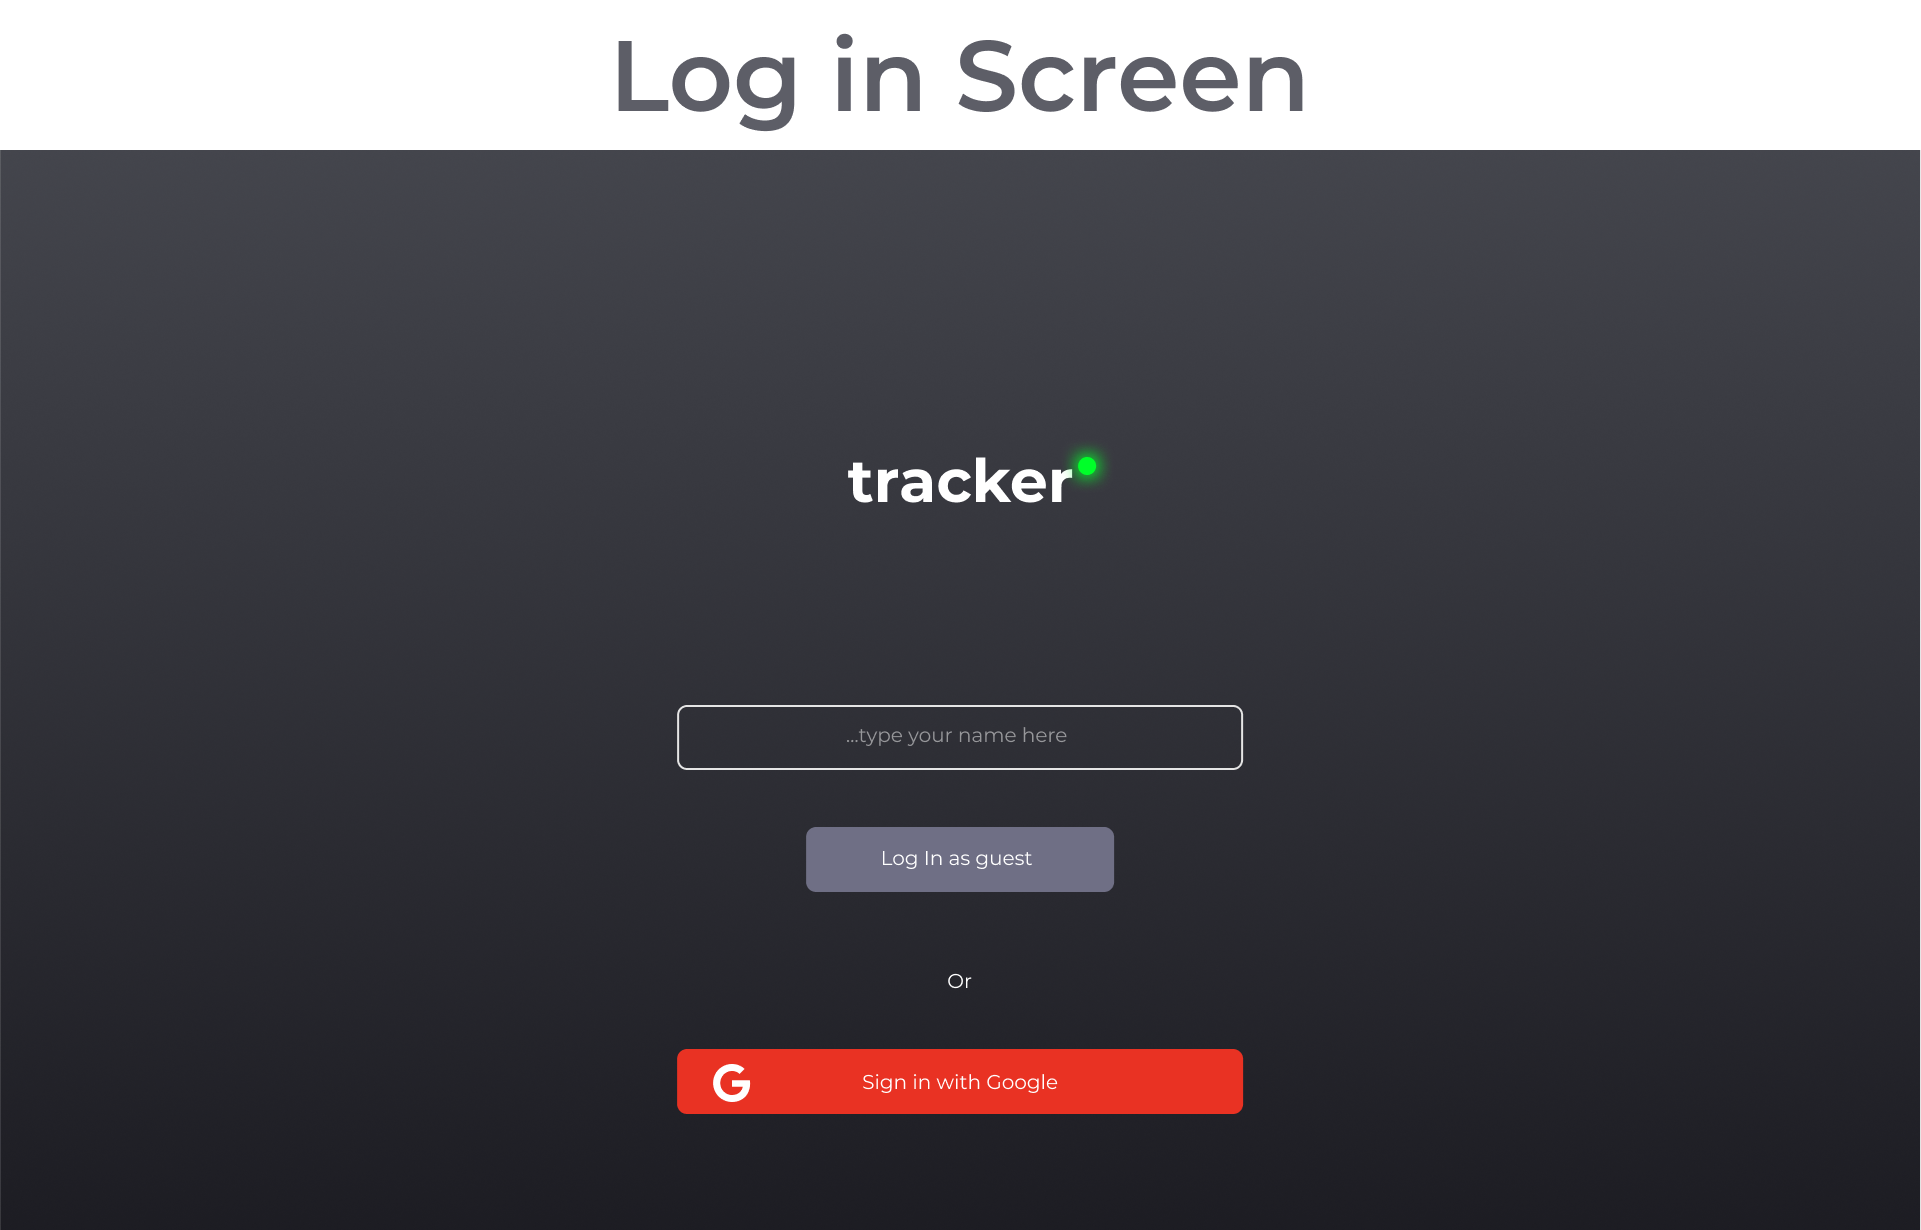 Log in Screen
tracker
...type your name here
Log In as guest
Or
G
Sign in with Google